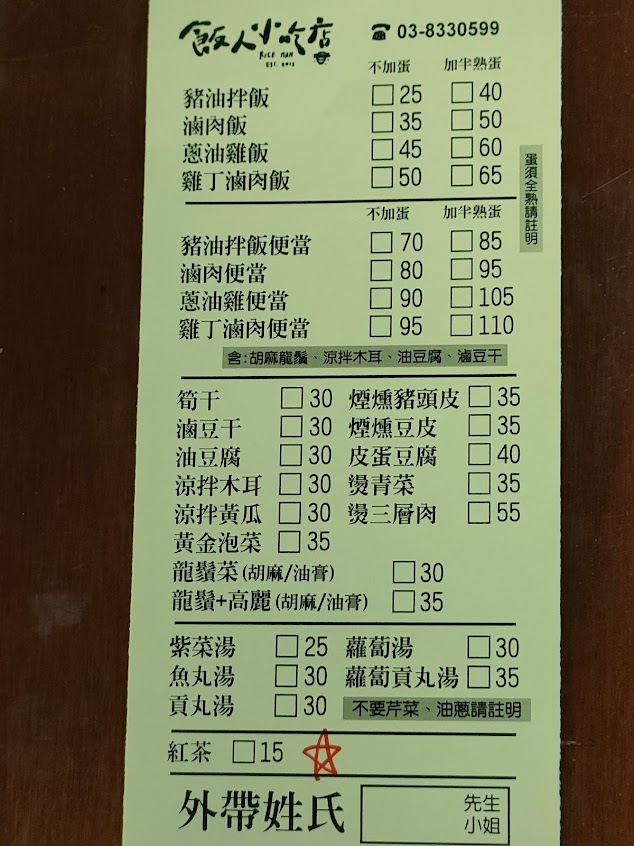 飯人小吃店 ☎ 03-8330599
RICE MAN
EST. 2013
不加蛋 加半熟蛋
豬油拌飯 □25 □40
滷肉飯 □35 □50
蔥油雞飯 □45 □60
雞丁滷肉飯 □50 □65
蛋須全熟請註明
不加蛋 加半熟蛋
豬油拌飯便當 □70 □85
滷肉便當 □80 □95
蔥油雞便當 □90 □105
雞丁滷肉便當 □95 □110
含:胡麻龍鬚、涼拌木耳、油豆腐、滷豆干
筍干 □30 煙燻豬頭皮 □35
滷豆干 □30 煙燻豆皮 □35
油豆腐 □30 皮蛋豆腐 □40
涼拌木耳 □30 燙青菜 □35
涼拌黃瓜 □30 燙三層肉 □55
黃金泡菜 □35
龍鬚菜(胡麻/油膏) □30
龍鬚+高麗(胡麻/油膏) □35
紫菜湯 □25 蘿蔔湯 □30
魚丸湯 □30 蘿蔔貢丸湯 □35
貢丸湯 □30 不要芹菜、油蔥請註明
紅茶 □15
外帶姓氏 先生
小姐